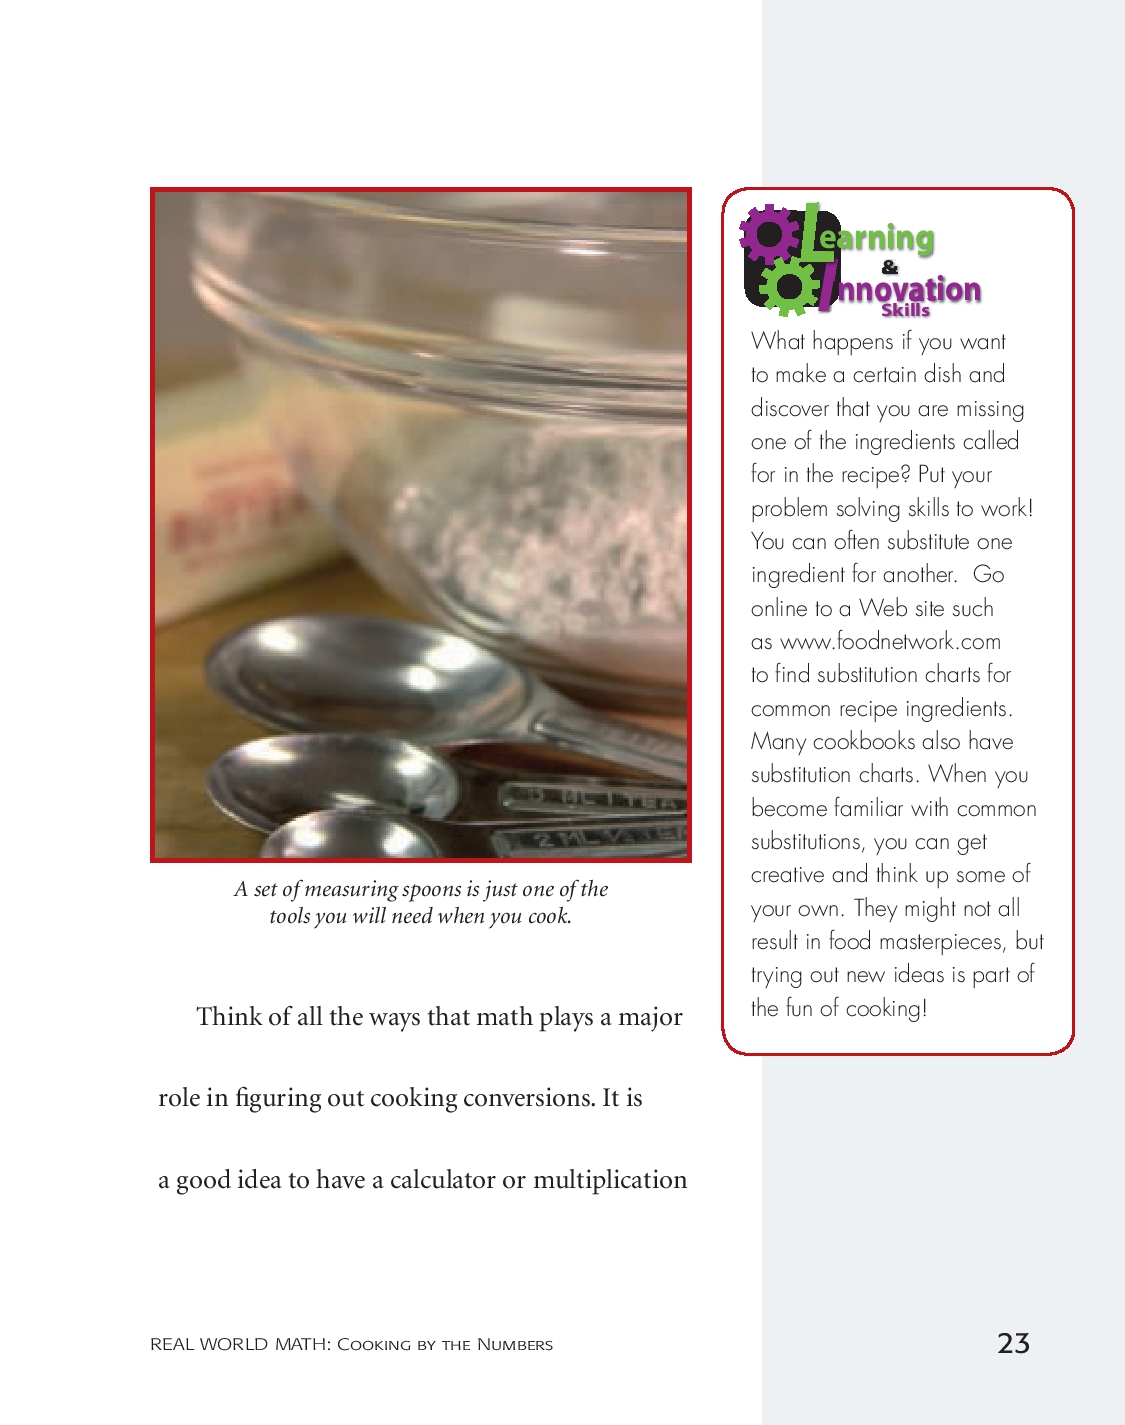 Learning
&
Innovation
Skills
What happens if you want
to make a certain dish and
discover that you are missing
one of the ingredients called
for in the recipe? Put your
problem solving skills to work!
You can often substitute one
ingredient for another.  Go
online to a Web site such
as www.foodnetwork.com
to find substitution charts for
common recipe ingredients.
Many cookbooks also have
substitution charts. When you
become familiar with common
substitutions, you can get
creative and think up some of
your own. They might not all
result in food masterpieces, but
trying out new ideas is part of
the fun of cooking!
A set of measuring spoons is just one of the
tools you will need when you cook.
Think of all the ways that math plays a major
role in figuring out cooking conversions. It is
a good idea to have a calculator or multiplication
REAL WORLD MATH: Cooking by the Numbers
23